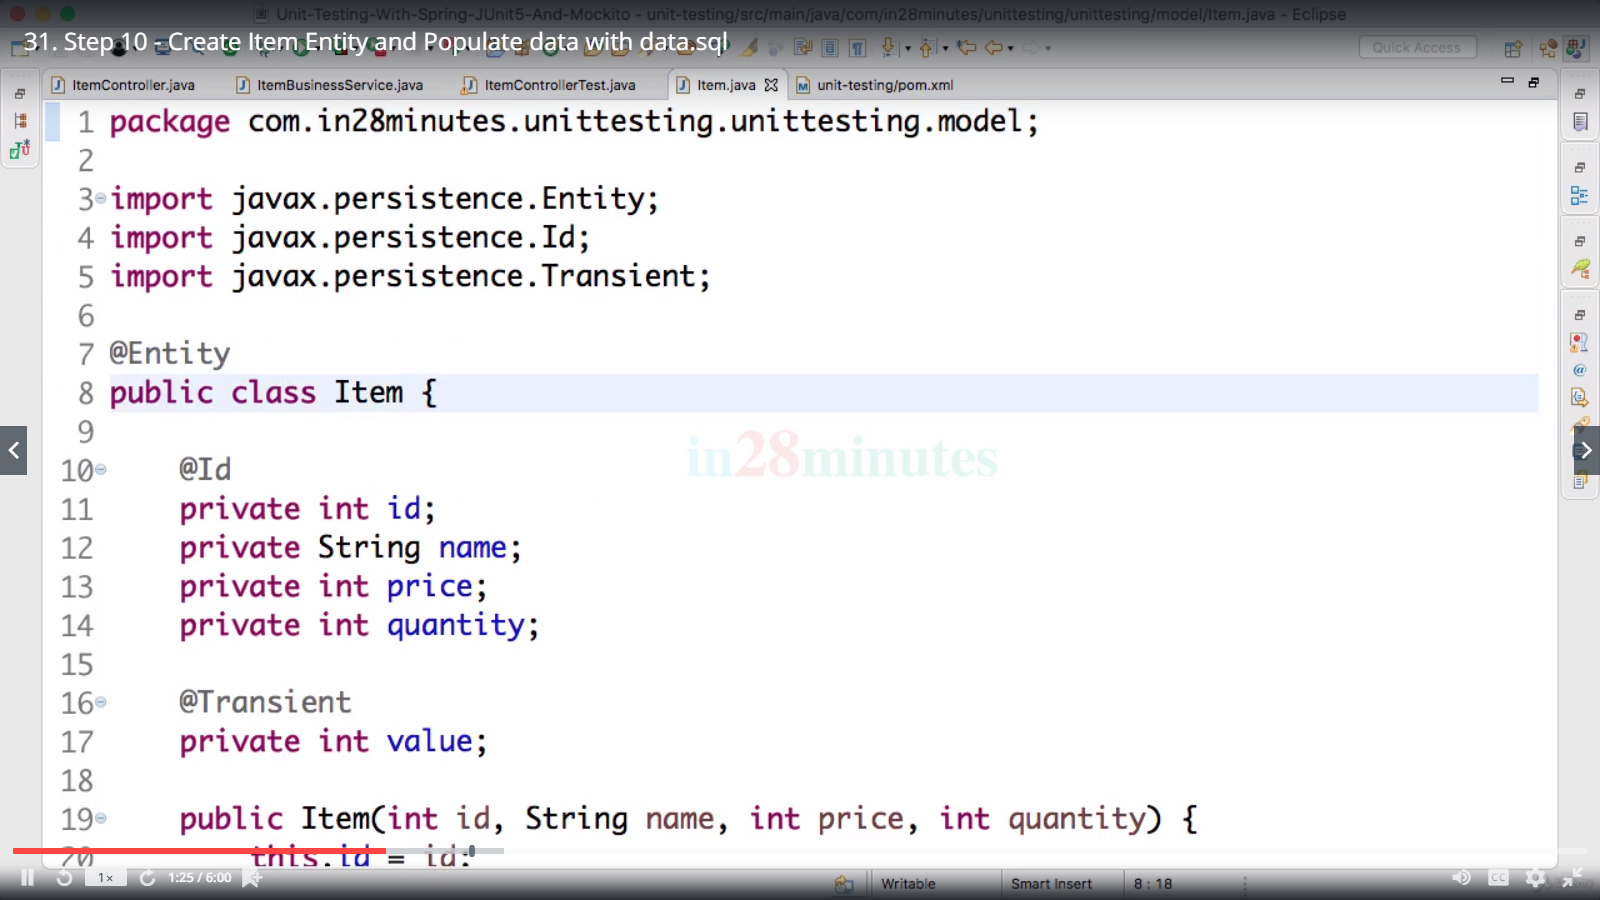 Unit-Testing-With-Spring-JUnit5-And-Mockito - unit-testing/src/main/java/com/in28minutes/unittesting/unittesting/model/Item.java - Eclipse
31. Step 10 - Create Item Entity and Populate data with data.sql
Quick Access
ItemController.java ItemBusinessService.java ItemControllerTest.java Item.java unit-testing/pom.xml
1 package com.in28minutes.unittesting.unittesting.model;
2
3 import javax.persistence.Entity;
4 import javax.persistence.Id;
5 import javax.persistence.Transient;
6
7 @Entity
8 public class Item {
9
in28minutes
10 @Id
11 private int id;
12 private String name;
13 private int price;
14 private int quantity;
15
16 @Transient
17 private int value;
18
19 public Item(int id, String name, int price, int quantity) {
20 this.id = id;
1x 1:25 / 6:00 Writable Smart Insert 8 : 18 CC